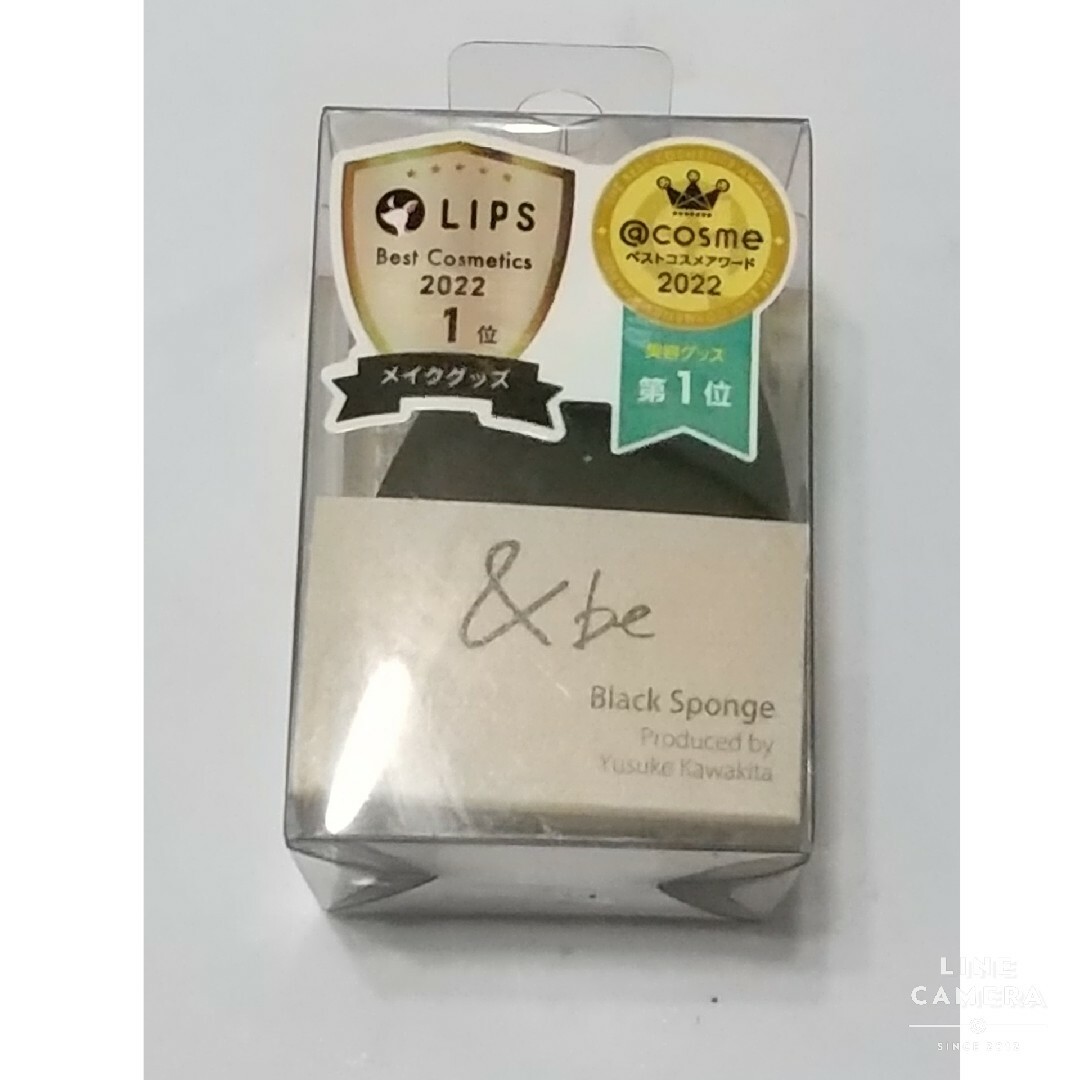 LIPS
Best Cosmetics
2022
1位
メイクグッズ
@cosme
ベストコスメアワード
2022
美容グッズ
第1位
&be
Black Sponge
Produced by
Yusuke Kawakita
LINE
CAMERA
SINCE 2012